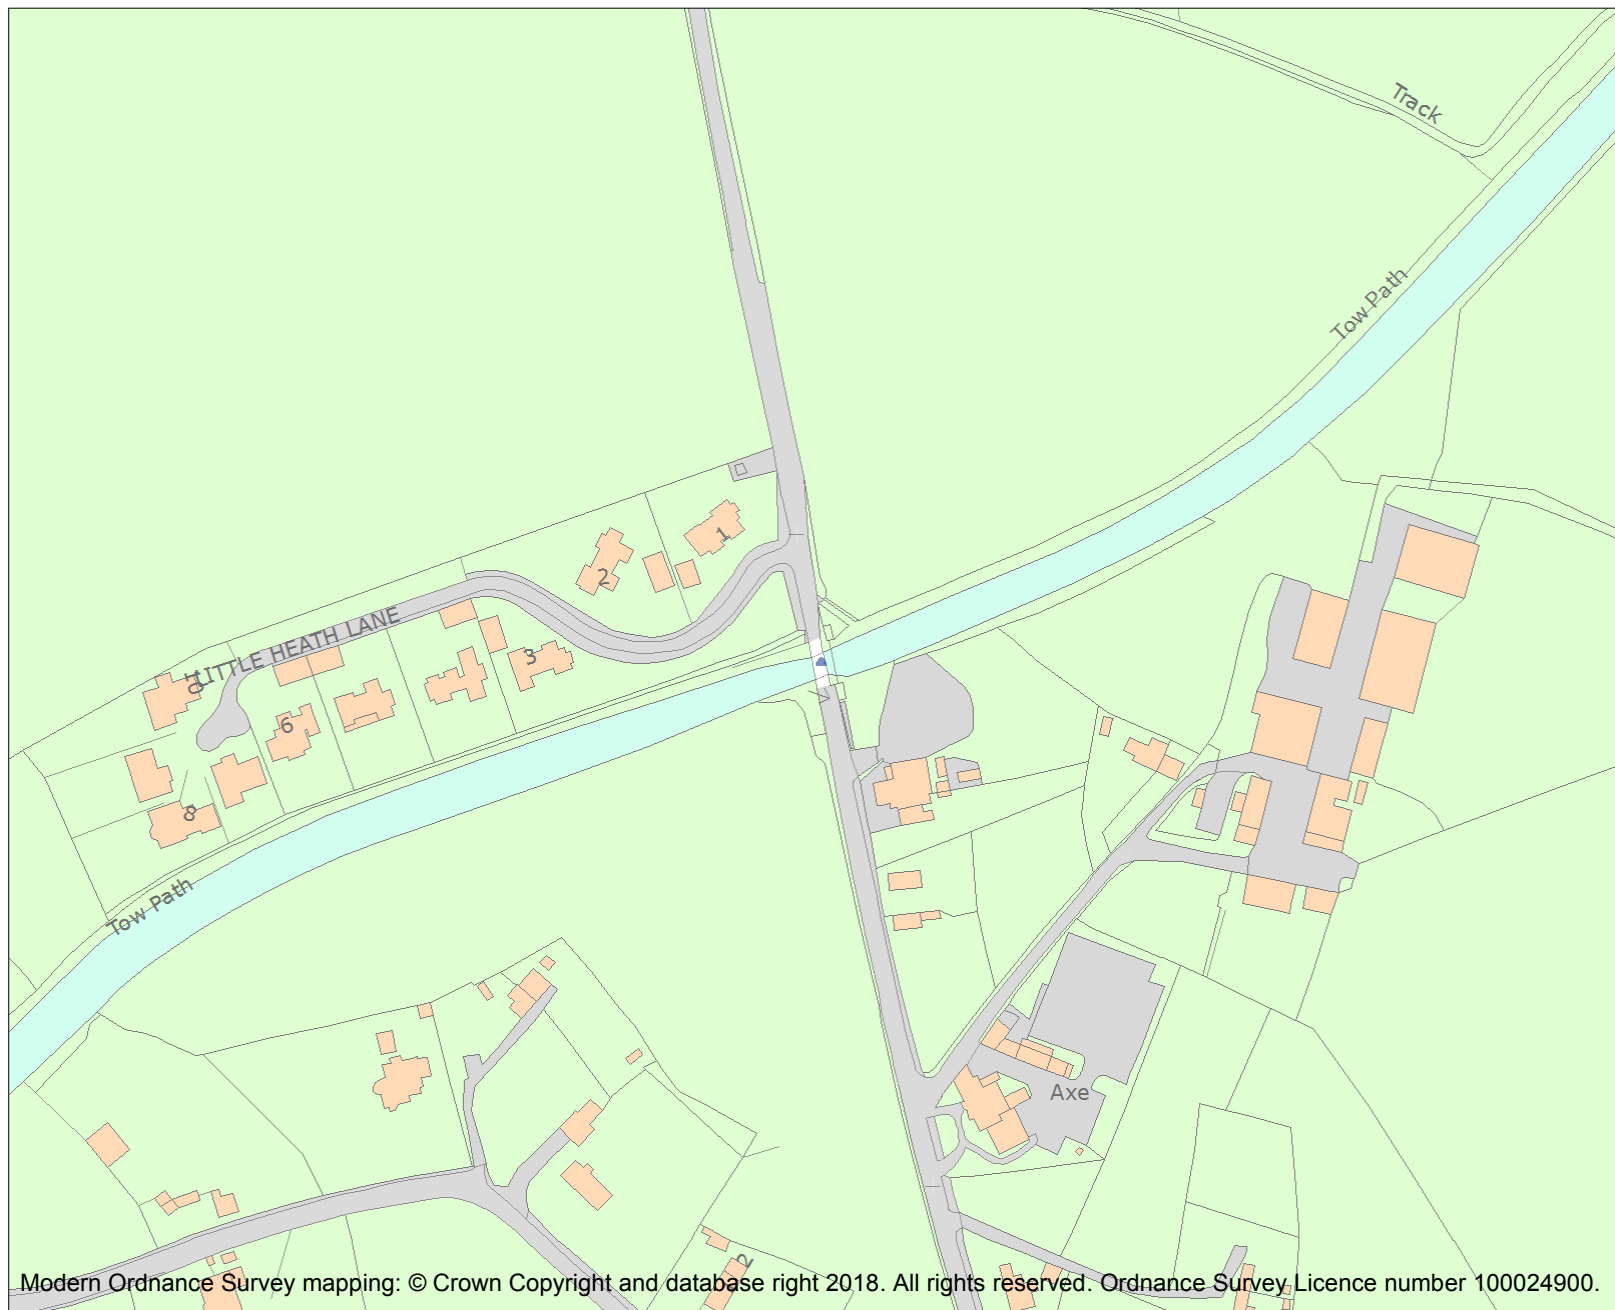 Track
Tow Path
1
2
LITTLE HEATH LANE
3
6
8
Tow Path
Axe
2
Modern Ordnance Survey mapping: © Crown Copyright and database right 2018. All rights reserved. Ordnance Survey Licence number 100024900.